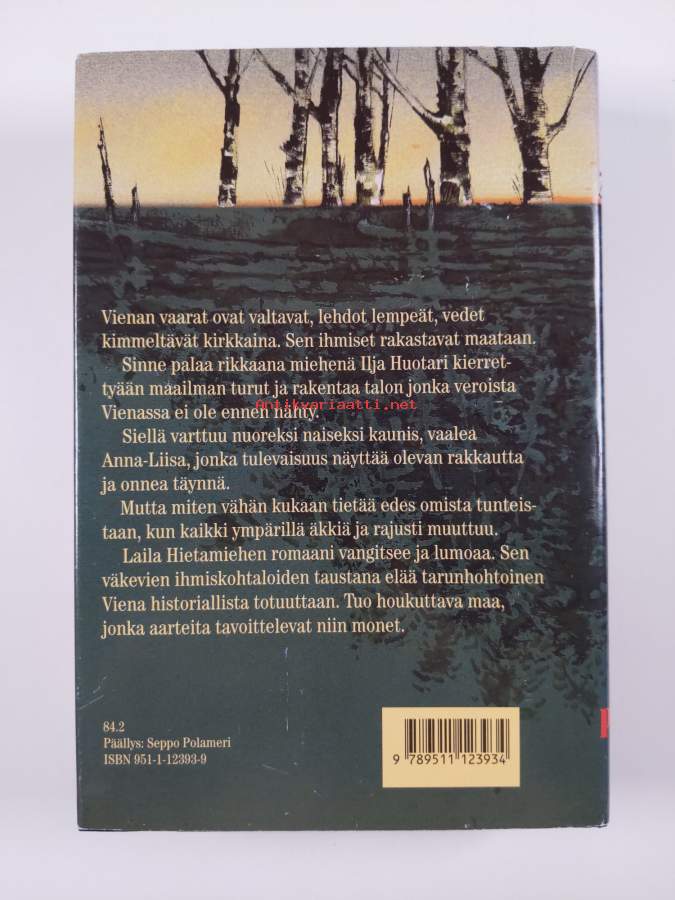 Vienan vaarat ovat valtavat, lehdot lempeät, vedet
kimmeltävät kirkkaina. Sen ihmiset rakastavat maataan.
Sinne palaa rikkaana miehenä Ilja Huotari kierret-
tyään maailman turut ja rakentaa talon jonka veroista
Antikvariaatti.net
Vienassa ei ole ennen nähty.
Siellä varttuu nuoreksi naiseksi kaunis, vaalea
Anna-Liisa, jonka tulevaisuus näyttää olevan rakkautta
ja onnea täynnä.
Mutta miten vähän kukaan tietää edes omista tunteis-
taan, kun kaikki ympärillä äkkiä ja rajusti muuttuu.
Laila Hietamiehen romaani vangitsee ja lumoaa. Sen
väkevien ihmiskohtaloiden taustana elää tarunhohtoinen
Viena historiallista totuuttaan. Tuo houkuttava maa,
jonka aarteita tavoittelevat niin monet.
84.2
Päällys: Seppo Polameri
ISBN 951-1-12393-9
9 789511 123934